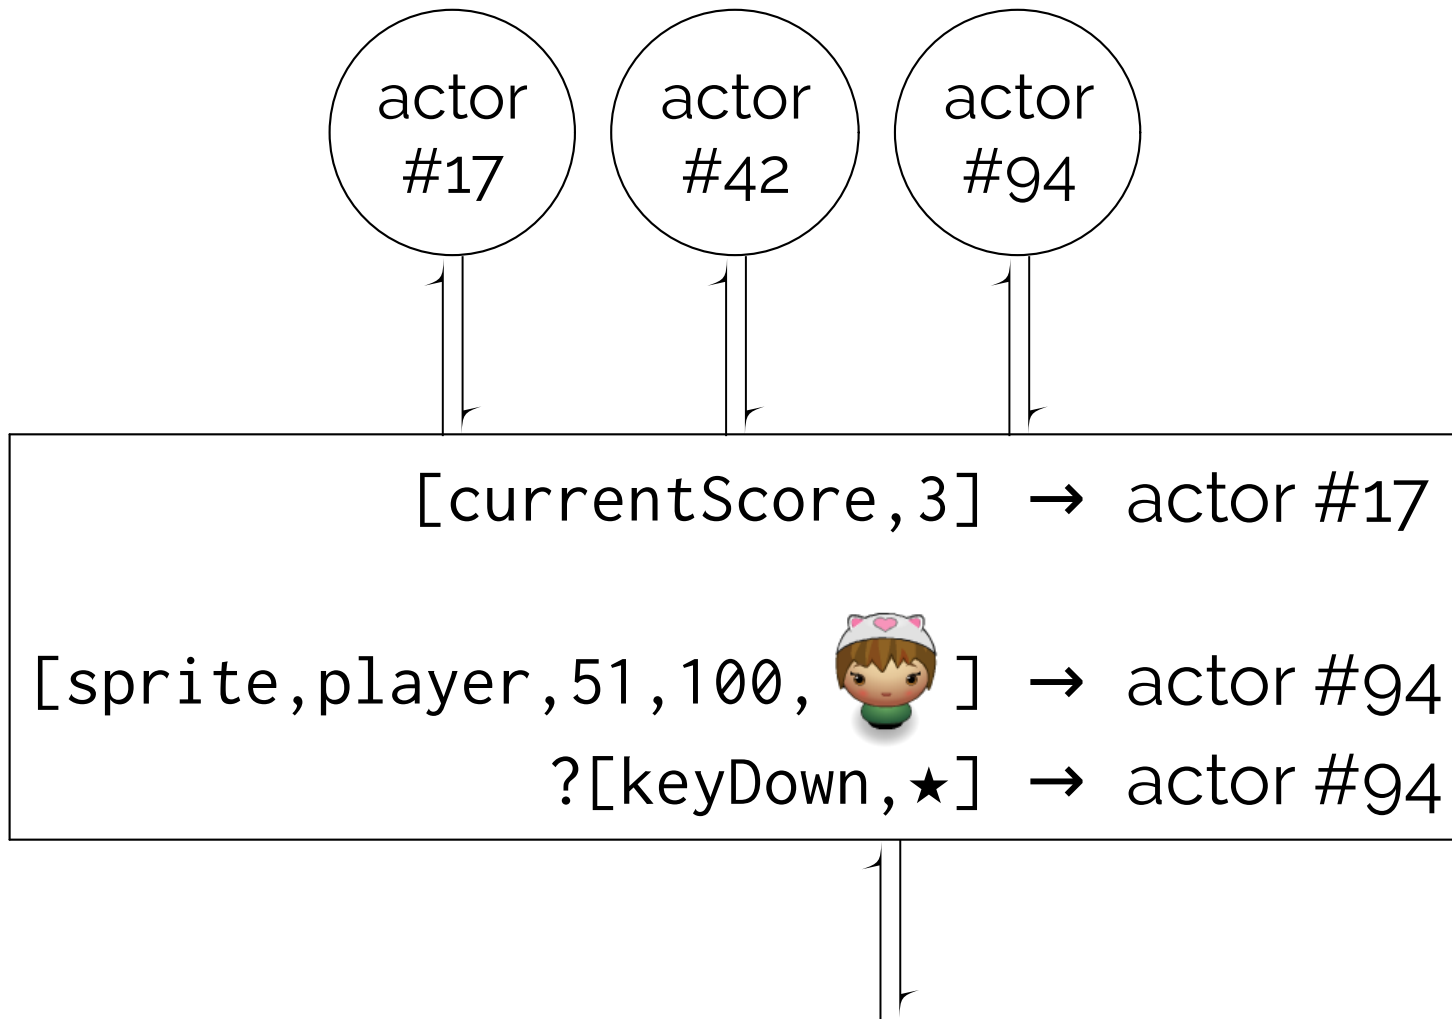 actor
#17
actor
#42
actor
#94
[currentScore,3] → actor #17
[sprite,player,51,100, ] → actor #94
?[keyDown,★] → actor #94